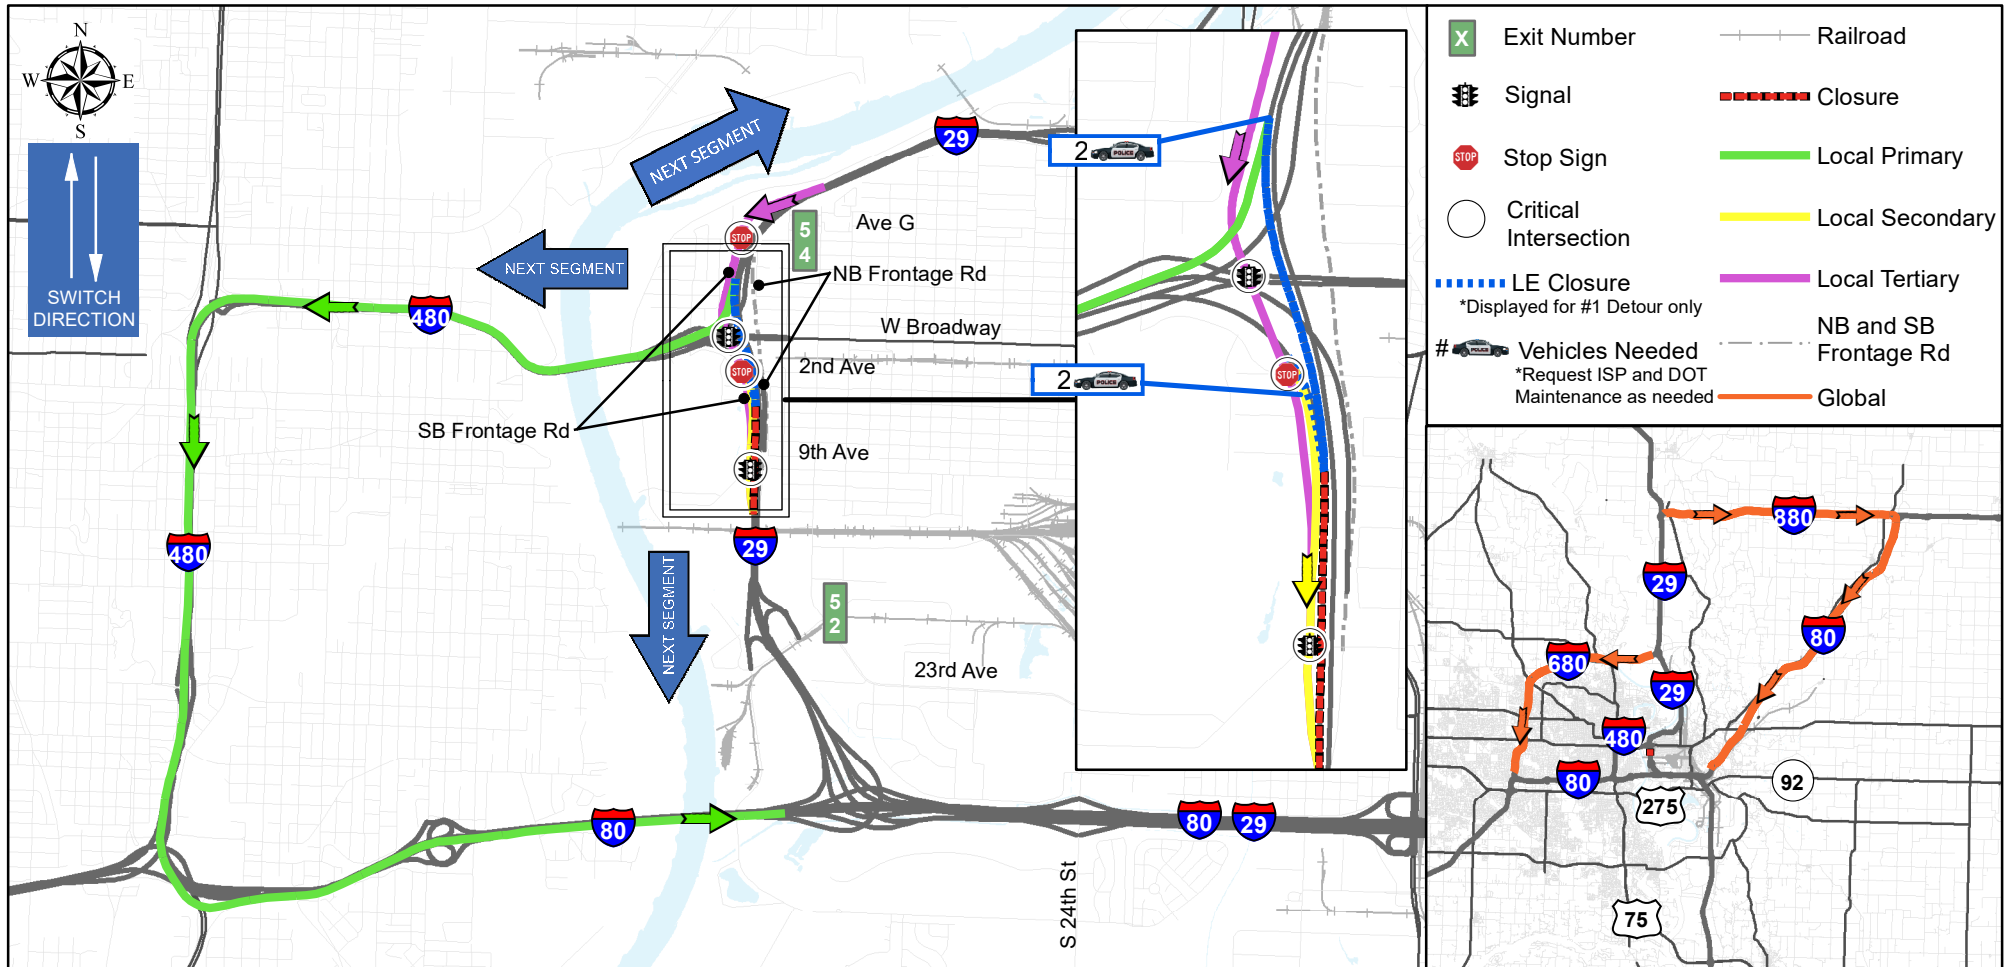 N
W
E
S
SWITCH
DIRECTION
NEXT SEGMENT
29
Ave G
5
4
NEXT SEGMENT
NB Frontage Rd
480
W Broadway
STOP
STOP
2nd Ave
SB Frontage Rd
9th Ave
480
29
NEXT SEGMENT
5
2
23rd Ave
80
80
29
S 24th St
2
POLICE
2
POLICE
STOP
X
Exit Number
Signal
STOP
Stop Sign
Critical
Intersection
LE Closure
*Displayed for #1 Detour only
#
POLICE
Vehicles Needed
*Request ISP and DOT
Maintenance as needed
Railroad
Closure
Local Primary
Local Secondary
Local Tertiary
NB and SB
Frontage Rd
Global
880
29
80
680
29
480
80
92
275
75